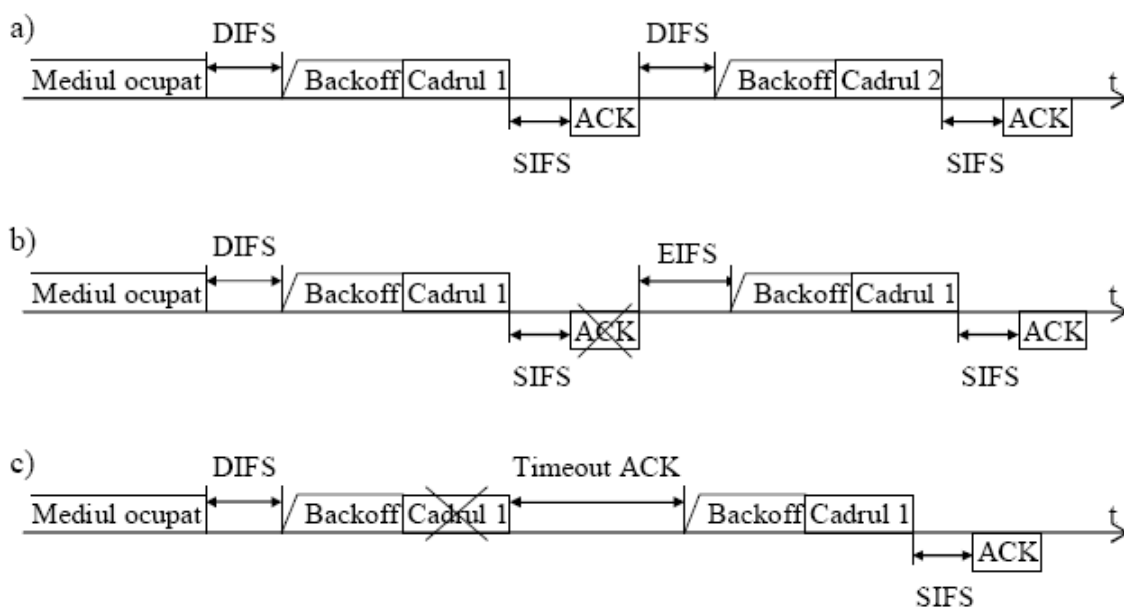 a)
DIFS DIFS
Mediul ocupat Backoff Cadrul 1 Backoff Cadrul 2 t
ACK ACK
SIFS SIFS
b)
DIFS EIFS
Mediul ocupat Backoff Cadrul 1 Backoff Cadrul 1 t
ACK ACK
SIFS SIFS
c)
DIFS Timeout ACK
Mediul ocupat Backoff Cadrul 1 Backoff Cadrul 1 t
ACK
SIFS